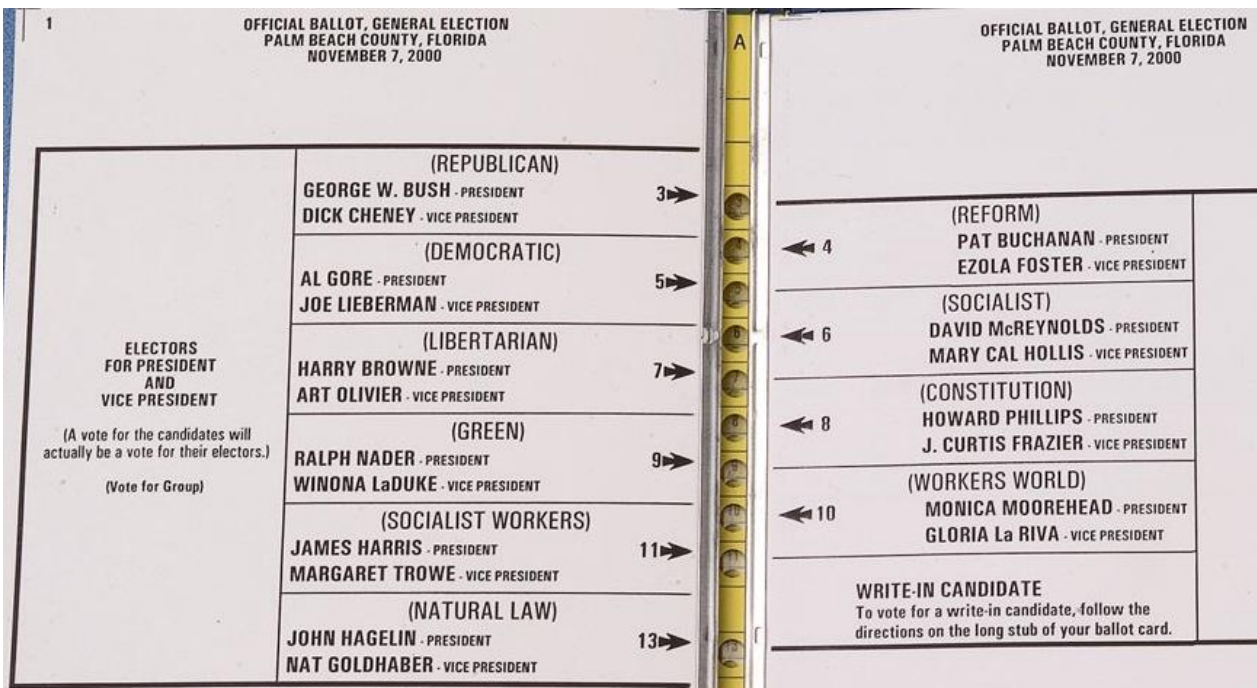 1
OFFICIAL BALLOT, GENERAL ELECTION
PALM BEACH COUNTY, FLORIDA
NOVEMBER 7, 2000
ELECTORS
FOR PRESIDENT
AND
VICE PRESIDENT
(A vote for the candidates will
actually be a vote for their electors.)
(Vote for Group)
(REPUBLICAN)
GEORGE W. BUSH - PRESIDENT
DICK CHENEY - VICE PRESIDENT
3
(DEMOCRATIC)
AL GORE - PRESIDENT
JOE LIEBERMAN - VICE PRESIDENT
5
(LIBERTARIAN)
HARRY BROWNE - PRESIDENT
ART OLIVIER - VICE PRESIDENT
7
(GREEN)
RALPH NADER - PRESIDENT
WINONA LaDUKE - VICE PRESIDENT
9
(SOCIALIST WORKERS)
JAMES HARRIS - PRESIDENT
MARGARET TROWE - VICE PRESIDENT
11
(NATURAL LAW)
JOHN HAGELIN - PRESIDENT
NAT GOLDHABER - VICE PRESIDENT
13
A
OFFICIAL BALLOT, GENERAL ELECTION
PALM BEACH COUNTY, FLORIDA
NOVEMBER 7, 2000
(REFORM)
4 PAT BUCHANAN - PRESIDENT
EZOLA FOSTER - VICE PRESIDENT
(SOCIALIST)
6 DAVID McREYNOLDS - PRESIDENT
MARY CAL HOLLIS - VICE PRESIDENT
(CONSTITUTION)
8 HOWARD PHILLIPS - PRESIDENT
J. CURTIS FRAZIER - VICE PRESIDENT
(WORKERS WORLD)
10 MONICA MOOREHEAD - PRESIDENT
GLORIA La RIVA - VICE PRESIDENT
WRITE-IN CANDIDATE
To vote for a write-in candidate, follow the
directions on the long stub of your ballot card.